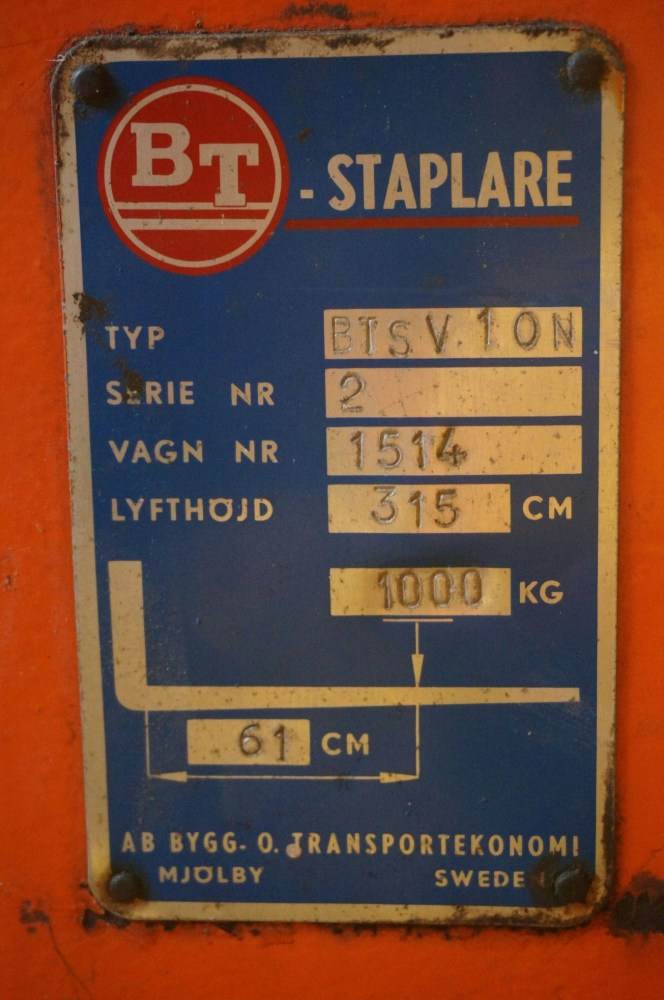 BT - STAPLARE
TYP BTSV 10N
SERIE NR 2
VAGN NR 1514
LYFTHÖJD 315 CM
1000 KG
61 CM
AB BYGG- O. TRANSPORTEKONOMI
MJÖLBY SWEDEN